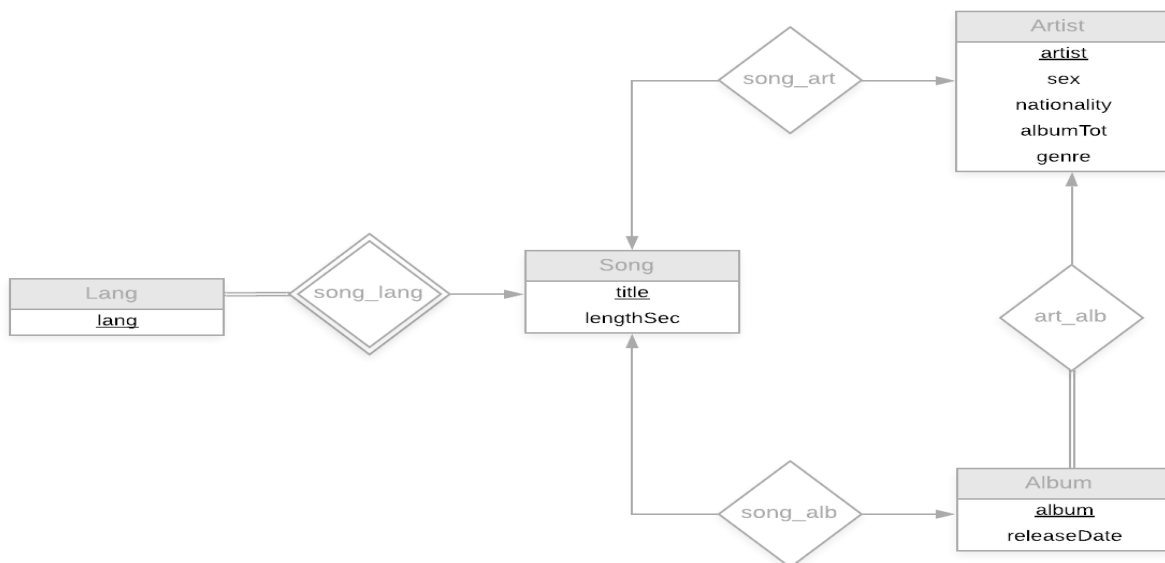 Artist
artist
sex
nationality
albumTot
genre
song_art
Lang
lang
song_lang
Song
title
lengthSec
art_alb
song_alb
Album
album
releaseDate